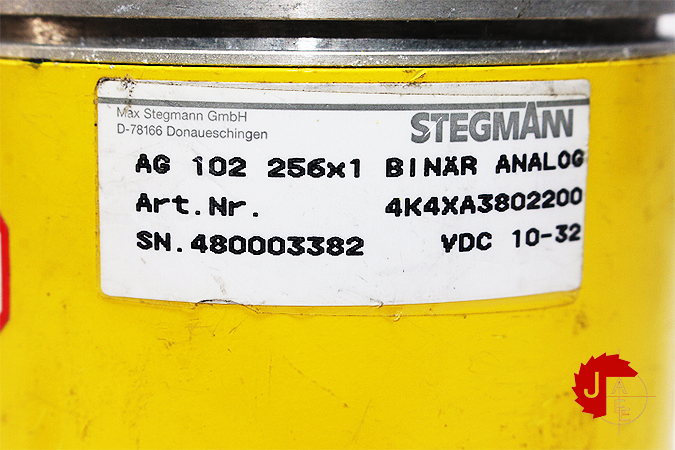 Max Stegmann GmbH
D-78166 Donaueschingen
STEGMANN
AG 102 256x1 BINÄR ANALOG
Art.Nr. 4K4XA3802200
SN.480003382 VDC 10-32
J